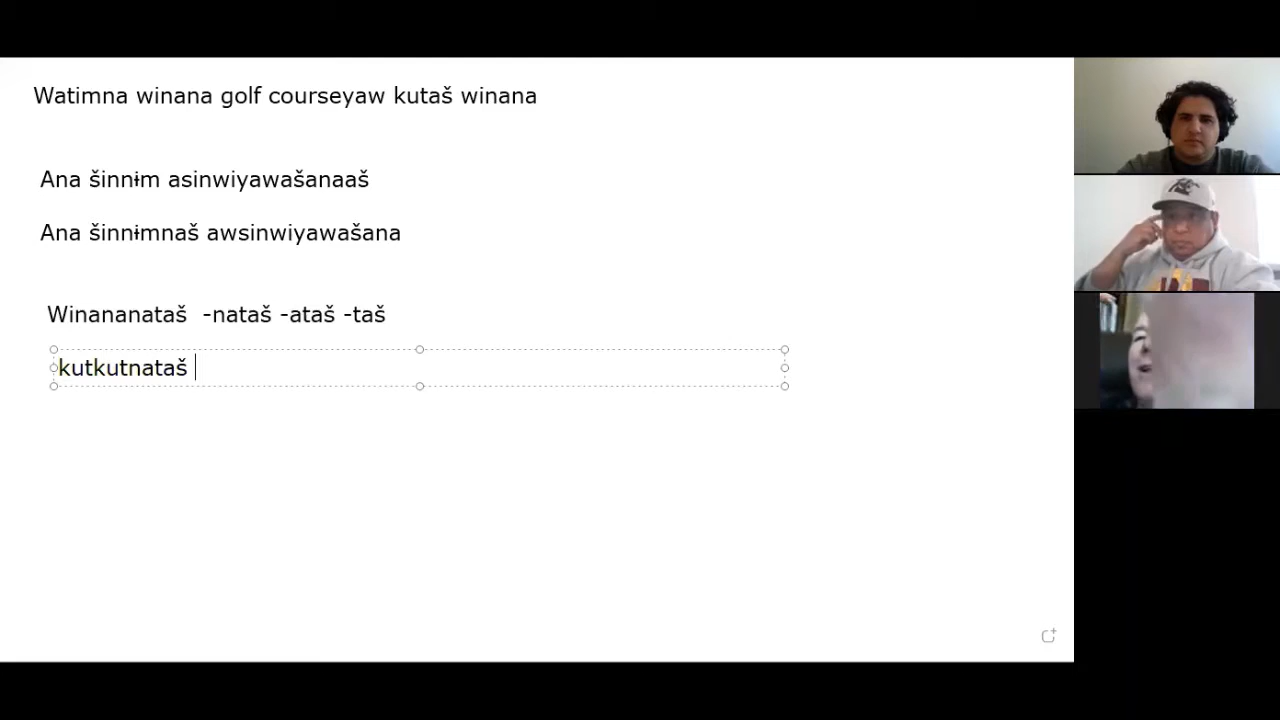 Watimna winana golf courseyaw kutaš winana
Ana šinnɨm asinwiyawašanaaš
Ana šinnɨmnaš awsinwiyawašana
Winananataš -nataš -ataš -taš
kutkutnataš